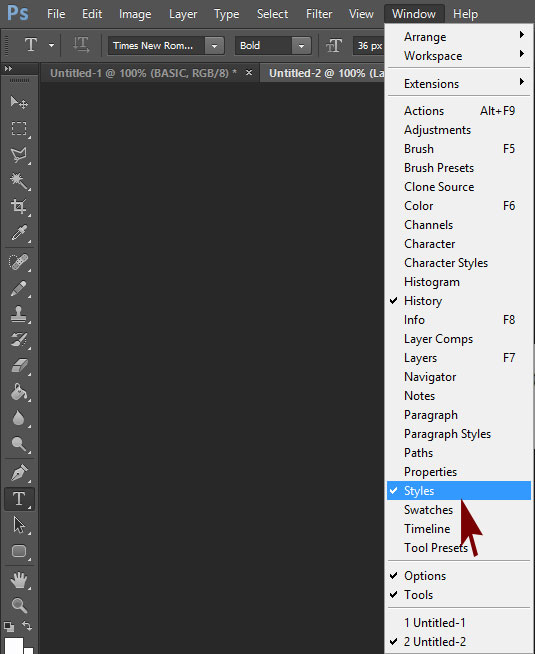 Ps File Edit Image Layer Type Select Filter View Window Help
T Times New Rom... Bold TT 36 px
Untitled-1 @ 100% (BASIC, RGB/8) * × Untitled-2 @ 100% (La
Arrange
Workspace
Extensions
Actions Alt+F9
Adjustments
Brush F5
Brush Presets
Clone Source
Color F6
Channels
Character
Character Styles
Histogram
History
Info F8
Layer Comps
Layers F7
Navigator
Notes
Paragraph
Paragraph Styles
Paths
Properties
Styles
Swatches
Timeline
Tool Presets
Options
Tools
1 Untitled-1
2 Untitled-2
T